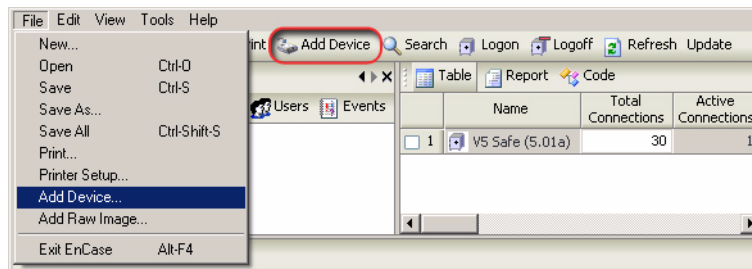 File Edit View Tools Help
New...
int Add Device Search Logon Logoff Refresh Update
Open Ctrl-O
Save Ctrl-S
Table Report Code
Save As...
Users Events
Name Total Connections Active Connections
Save All Ctrl-Shift-S
1 V5 Safe (5.01a) 30 1
Print...
Printer Setup...
Add Device...
Add Raw Image...
Exit EnCase Alt-F4